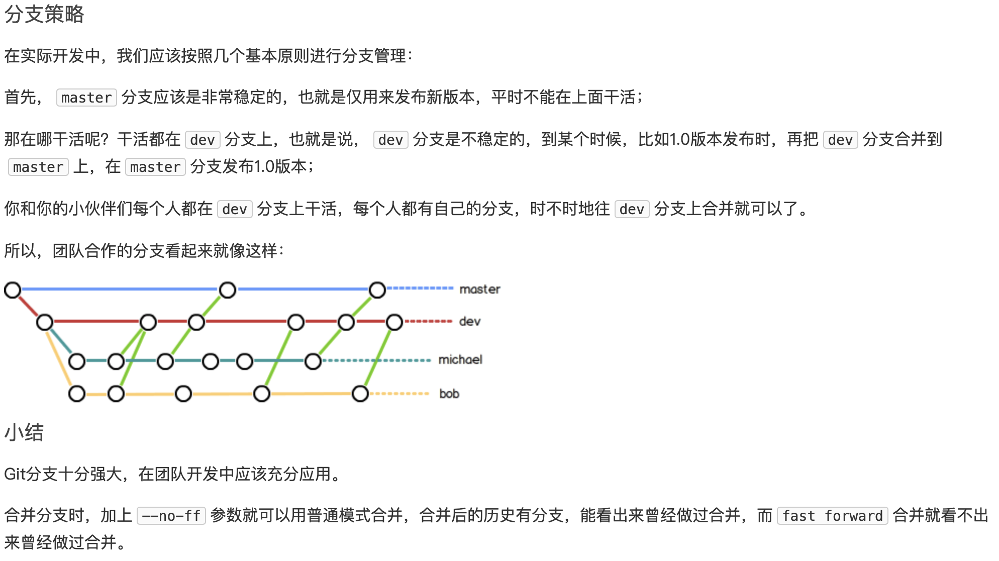 分支策略
在实际开发中，我们应该按照几个基本原则进行分支管理：
首先， master 分支应该是非常稳定的，也就是仅用来发布新版本，平时不能在上面干活；
那在哪干活呢？干活都在 dev 分支上，也就是说， dev 分支是不稳定的，到某个时候，比如1.0版本发布时，再把 dev 分支合并到
master 上，在 master 分支发布1.0版本；
你和你的小伙伴们每个人都在 dev 分支上干活，每个人都有自己的分支，时不时地往 dev 分支上合并就可以了。
所以，团队合作的分支看起来就像这样：
master
dev
michael
bob
小结
Git分支十分强大，在团队开发中应该充分应用。
合并分支时，加上 --no-ff 参数就可以用普通模式合并，合并后的历史有分支，能看出来曾经做过合并，而 fast forward 合并就看不出
来曾经做过合并。